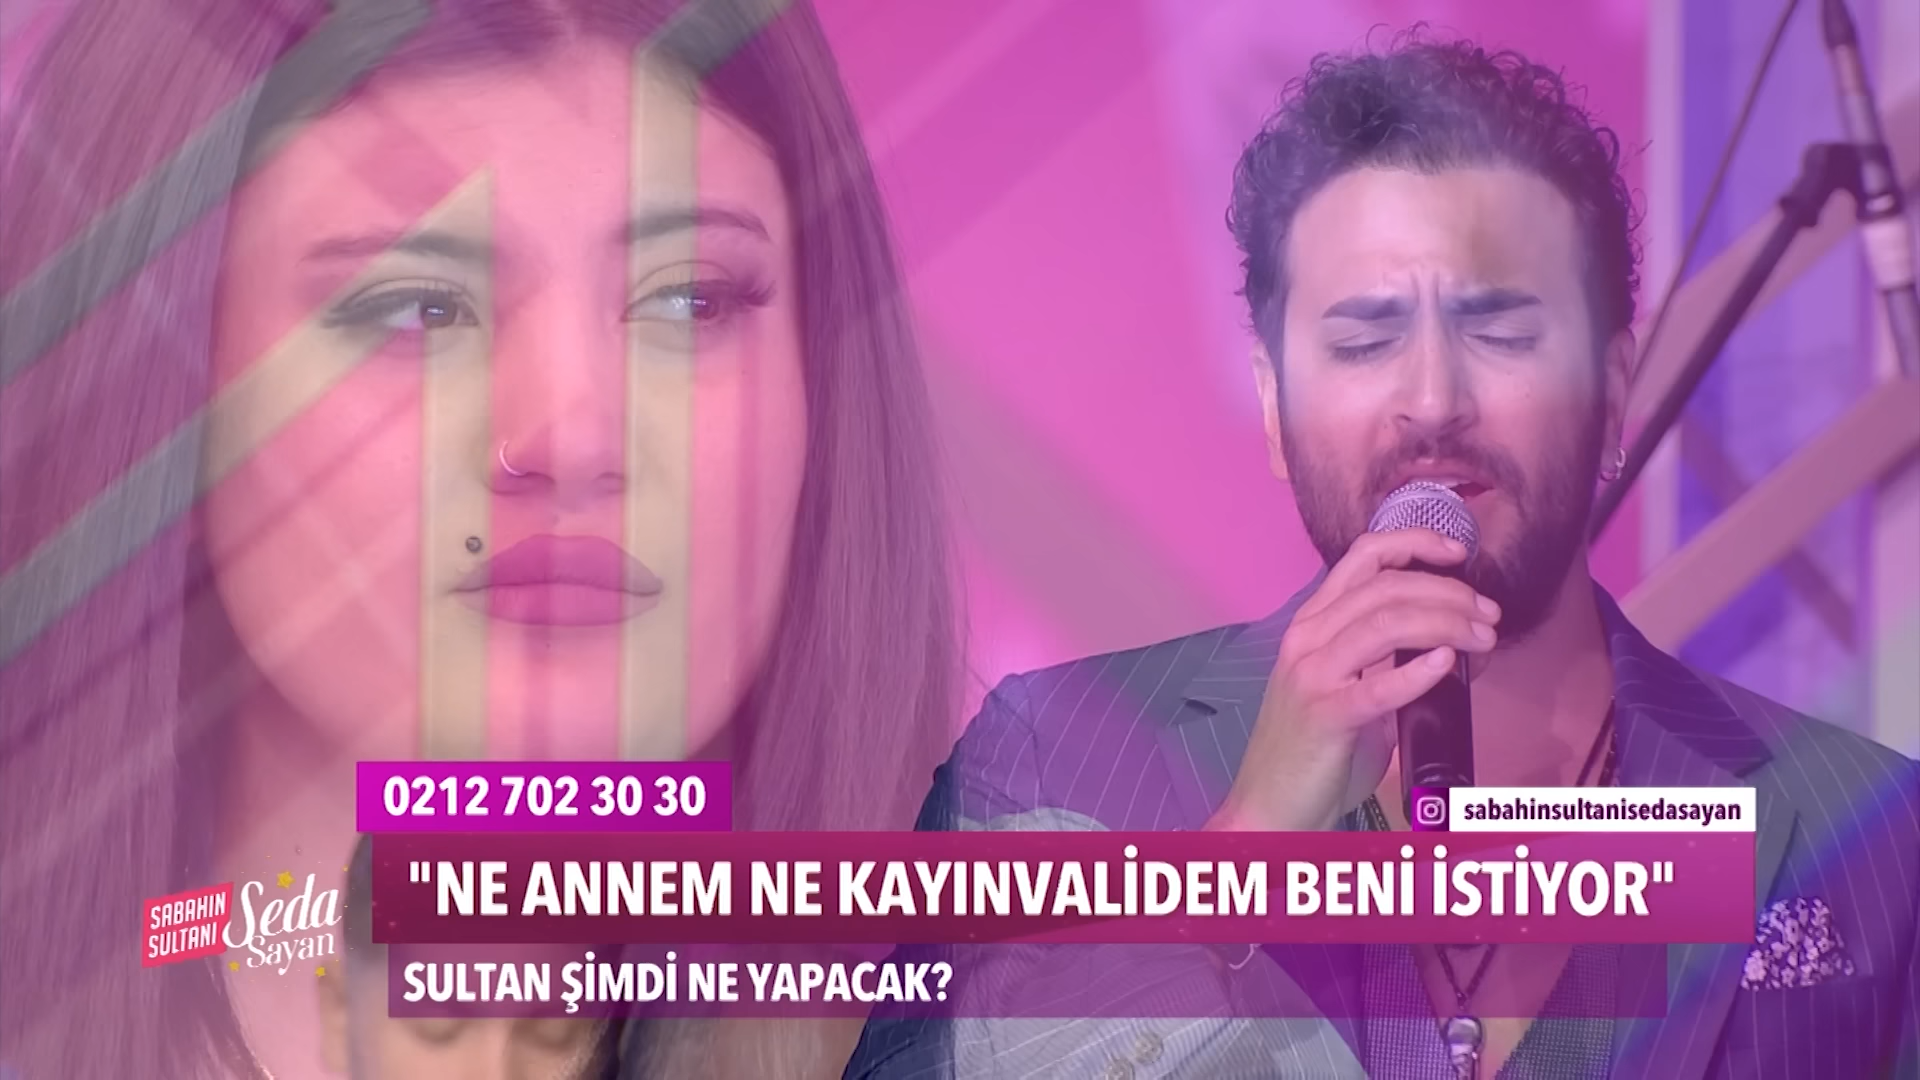 0212 702 30 30
sabahinsultanisedasayan
"NE ANNEM NE KAYINVALİDEM BENİ İSTİYOR"
SABAHIN
SULTANI
Seda
Sayan
SULTAN ŞİMDİ NE YAPACAK?